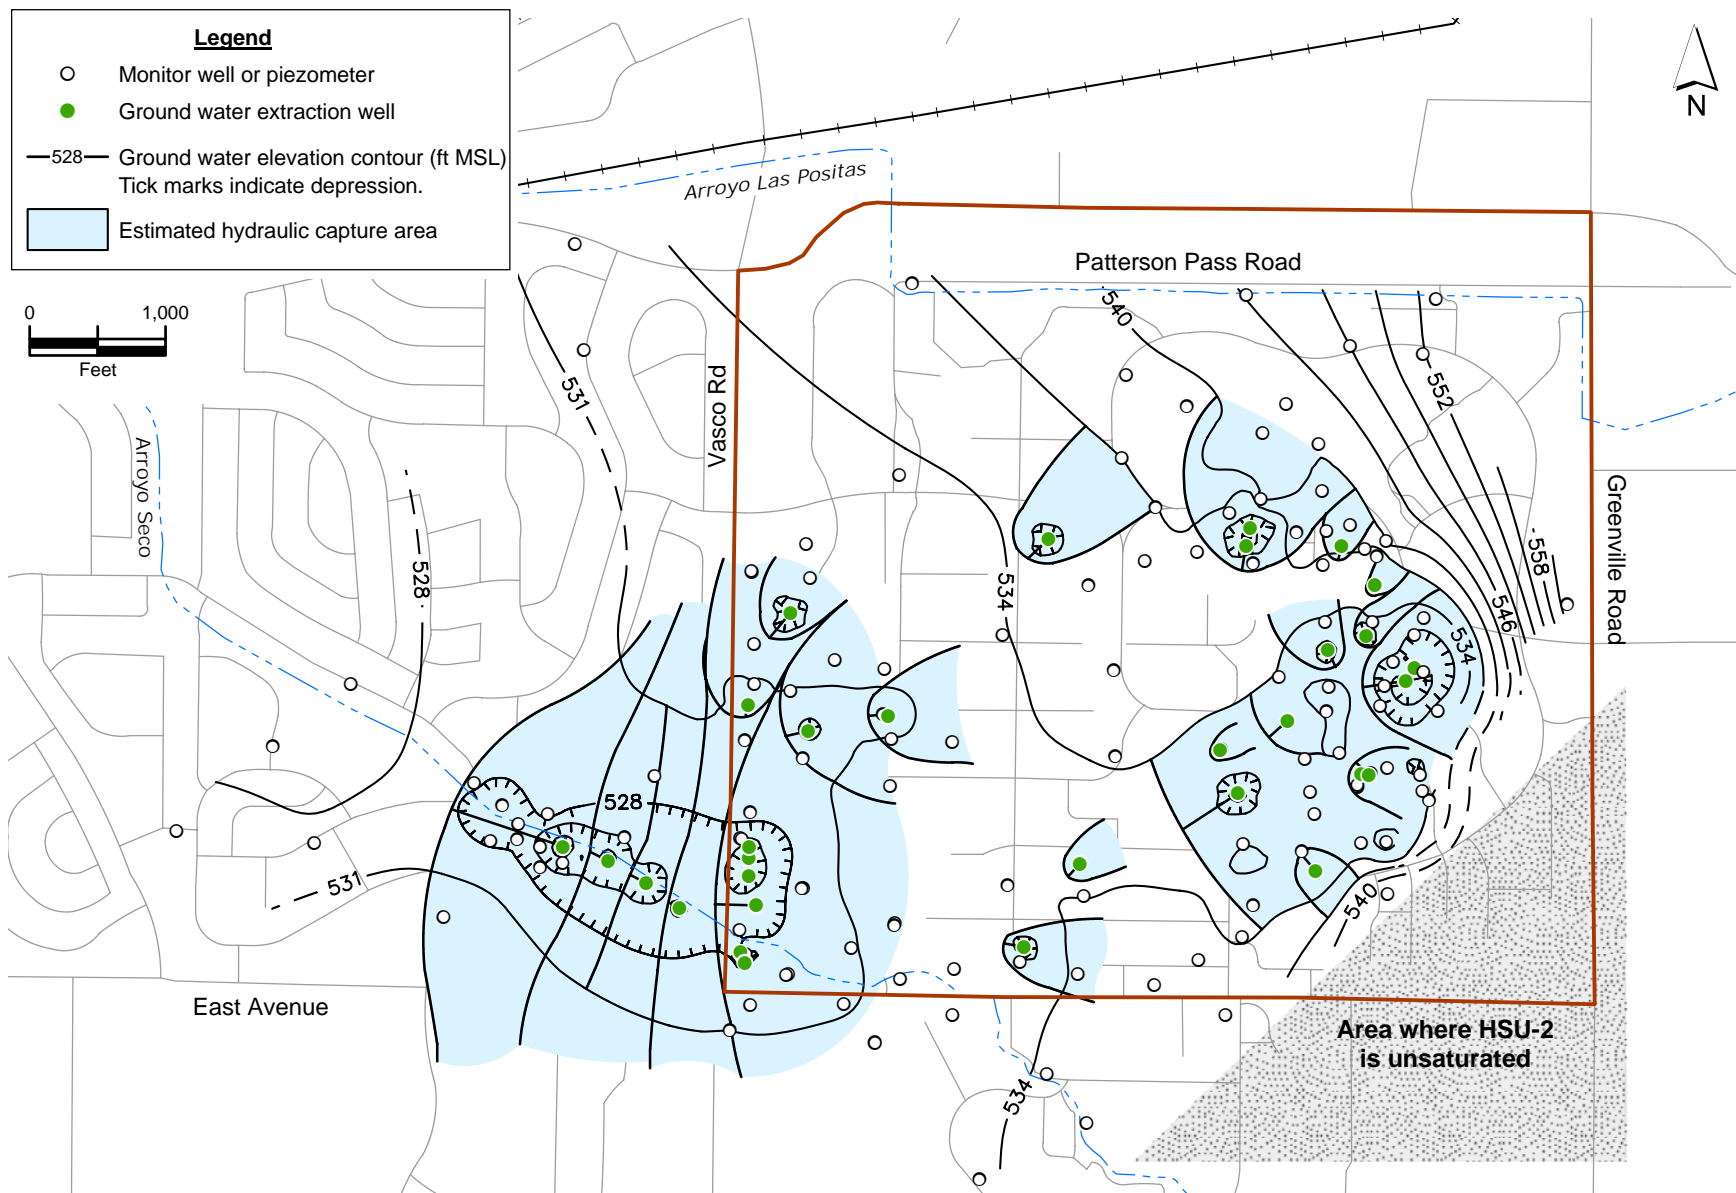 Legend
Monitor well or piezometer
Ground water extraction well
528
Ground water elevation contour (ft MSL)
Tick marks indicate depression.
Estimated hydraulic capture area
N
0
1,000
Feet
Arroyo Las Positas
Patterson Pass Road
540
531
552
Vasco Rd
Arroyo Seco
Greenville Road
528
558
534
546
534
528
531
540
East Avenue
Area where HSU-2
is unsaturated
534